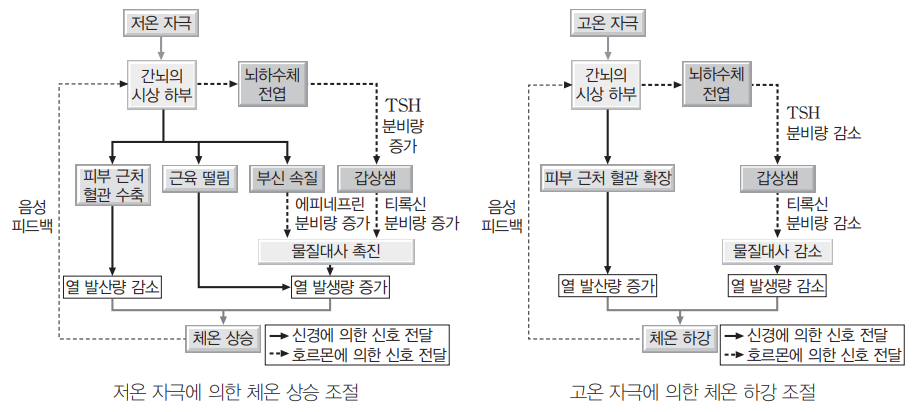 저온 자극
간뇌의
시상 하부
뇌하수체
전엽
TSH
분비량
증가
피부 근처
혈관 수축
근육 떨림
부신 속질
갑상샘
음성
피드백
에피네프린
분비량 증가
티록신
분비량 증가
물질대사 촉진
열 발산량 감소
열 발생량 증가
체온 상승
신경에 의한 신호 전달
호르몬에 의한 신호 전달
저온 자극에 의한 체온 상승 조절
고온 자극
간뇌의
시상 하부
뇌하수체
전엽
TSH
분비량 감소
피부 근처 혈관 확장
갑상샘
음성
피드백
티록신
분비량 감소
물질대사 감소
열 발산량 증가
열 발생량 감소
체온 하강
신경에 의한 신호 전달
호르몬에 의한 신호 전달
고온 자극에 의한 체온 하강 조절